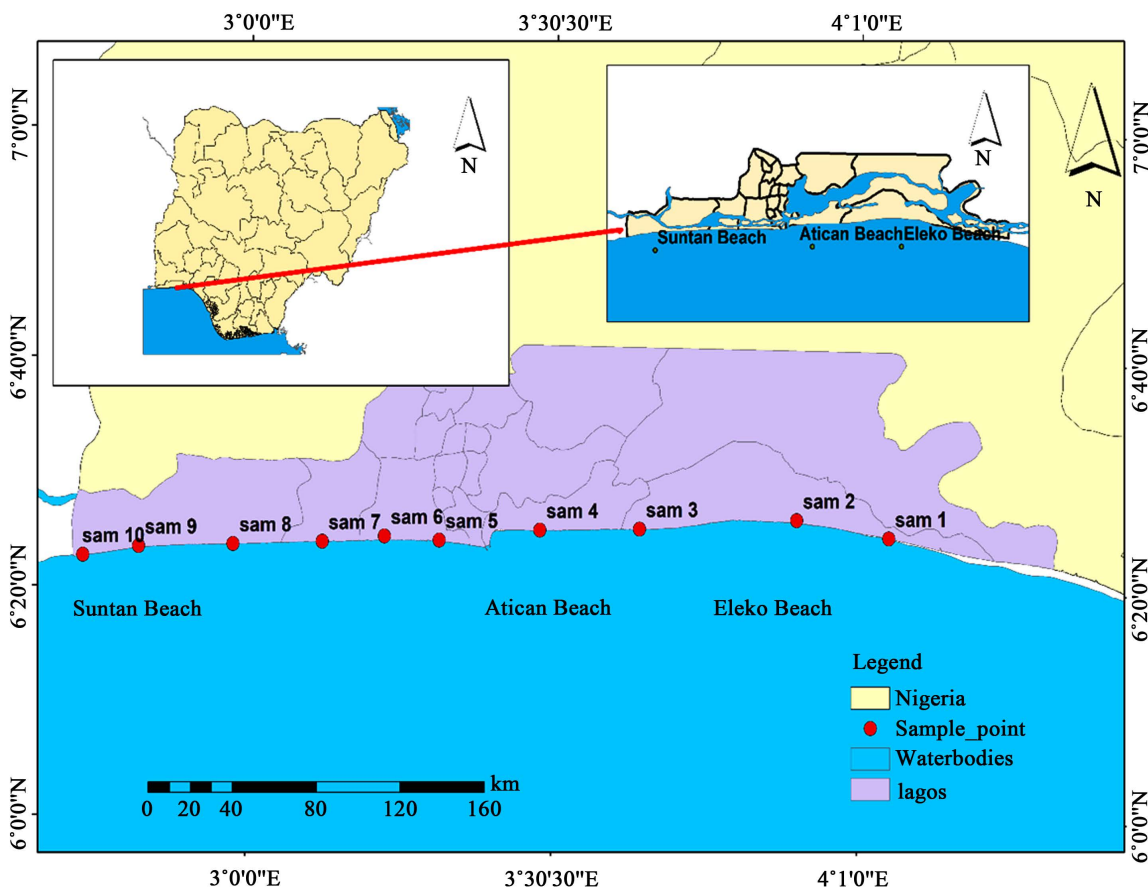 3°0'0"E 3°30'50"E 4°1'0"E
7°0'0"N
7°0'0"N
N
N
N
Suntan Beach Atican Beach Eleko Beach
6°40'0"N
6°40'0"N
sam 10 sam 9 sam 8 sam 7 sam 6 sam 5 sam 4 sam 3 sam 2 sam 1
6°20'0"N
6°20'0"N
Suntan Beach Atican Beach Eleko Beach
Legend
Nigeria
Sample_point
Waterbodies
lagos
km
0 20 40 80 120 160
6°0'0"N
6°0'0"N
3°0'0"E 3°30'50"E 4°1'0"E